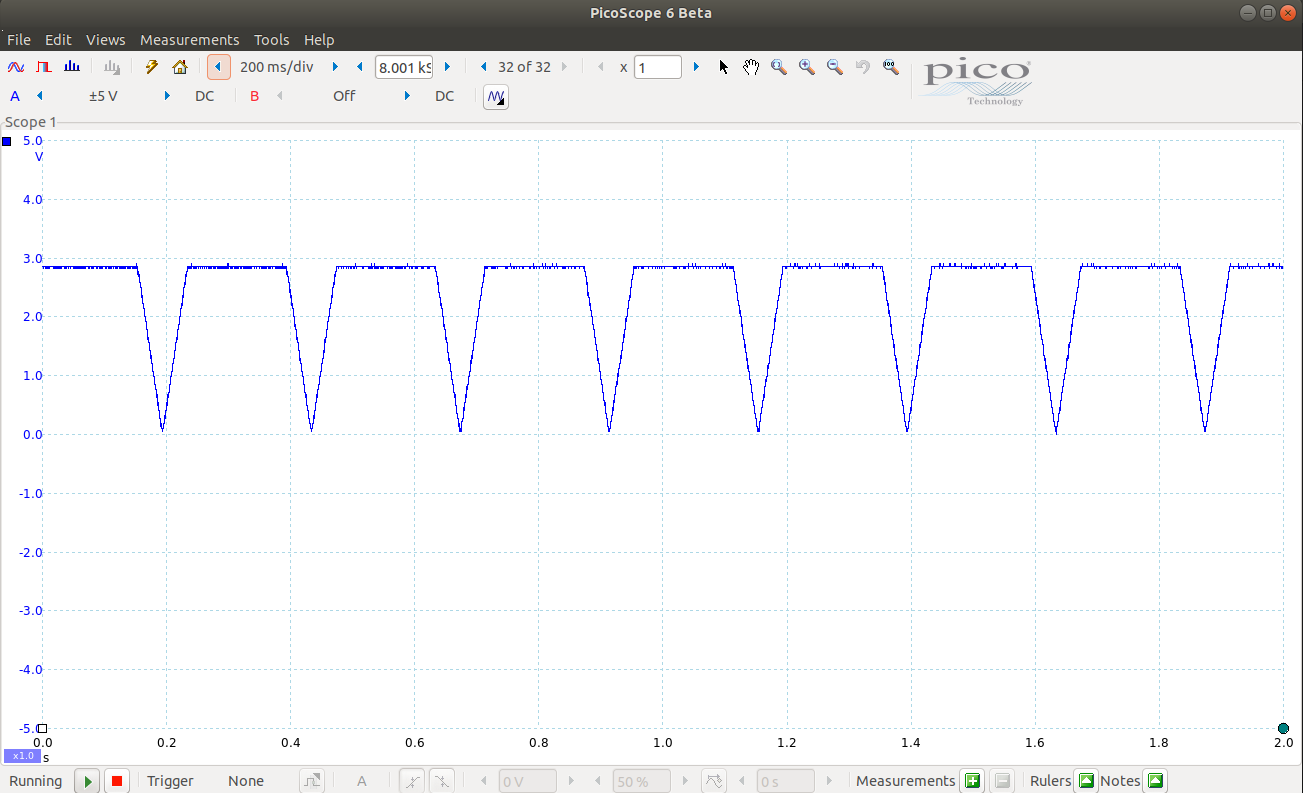 PicoScope 6 Beta
File Edit Views Measurements Tools Help
200 ms/div 8.001 kS 32 of 32 x 1
pico
Technology
A ±5 V DC B Off DC
Scope 1
5.0
V
4.0
3.0
2.0
1.0
0.0
-1.0
-2.0
-3.0
-4.0
-5.0
0.0 0.2 0.4 0.6 0.8 1.0 1.2 1.4 1.6 1.8 2.0
x1.0 s
Running Trigger None A 0 V 50 % 0 s Measurements Rulers Notes